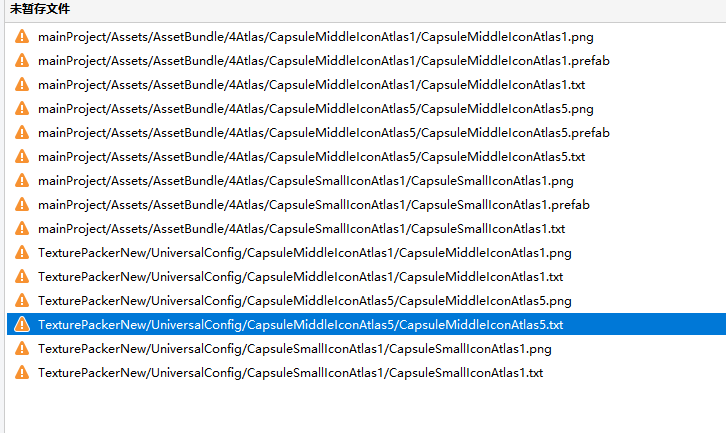 未暂存文件
mainProject/Assets/AssetBundle/4Atlas/CapsuleMiddleIconAtlas1/CapsuleMiddleIconAtlas1.png
mainProject/Assets/AssetBundle/4Atlas/CapsuleMiddleIconAtlas1/CapsuleMiddleIconAtlas1.prefab
mainProject/Assets/AssetBundle/4Atlas/CapsuleMiddleIconAtlas1/CapsuleMiddleIconAtlas1.txt
mainProject/Assets/AssetBundle/4Atlas/CapsuleMiddleIconAtlas5/CapsuleMiddleIconAtlas5.png
mainProject/Assets/AssetBundle/4Atlas/CapsuleMiddleIconAtlas5/CapsuleMiddleIconAtlas5.prefab
mainProject/Assets/AssetBundle/4Atlas/CapsuleMiddleIconAtlas5/CapsuleMiddleIconAtlas5.txt
mainProject/Assets/AssetBundle/4Atlas/CapsuleSmallIconAtlas1/CapsuleSmallIconAtlas1.png
mainProject/Assets/AssetBundle/4Atlas/CapsuleSmallIconAtlas1/CapsuleSmallIconAtlas1.prefab
mainProject/Assets/AssetBundle/4Atlas/CapsuleSmallIconAtlas1/CapsuleSmallIconAtlas1.txt
TexturePackerNew/UniversalConfig/CapsuleMiddleIconAtlas1/CapsuleMiddleIconAtlas1.png
TexturePackerNew/UniversalConfig/CapsuleMiddleIconAtlas1/CapsuleMiddleIconAtlas1.txt
TexturePackerNew/UniversalConfig/CapsuleMiddleIconAtlas5/CapsuleMiddleIconAtlas5.png
TexturePackerNew/UniversalConfig/CapsuleMiddleIconAtlas5/CapsuleMiddleIconAtlas5.txt
TexturePackerNew/UniversalConfig/CapsuleSmallIconAtlas1/CapsuleSmallIconAtlas1.png
TexturePackerNew/UniversalConfig/CapsuleSmallIconAtlas1/CapsuleSmallIconAtlas1.txt